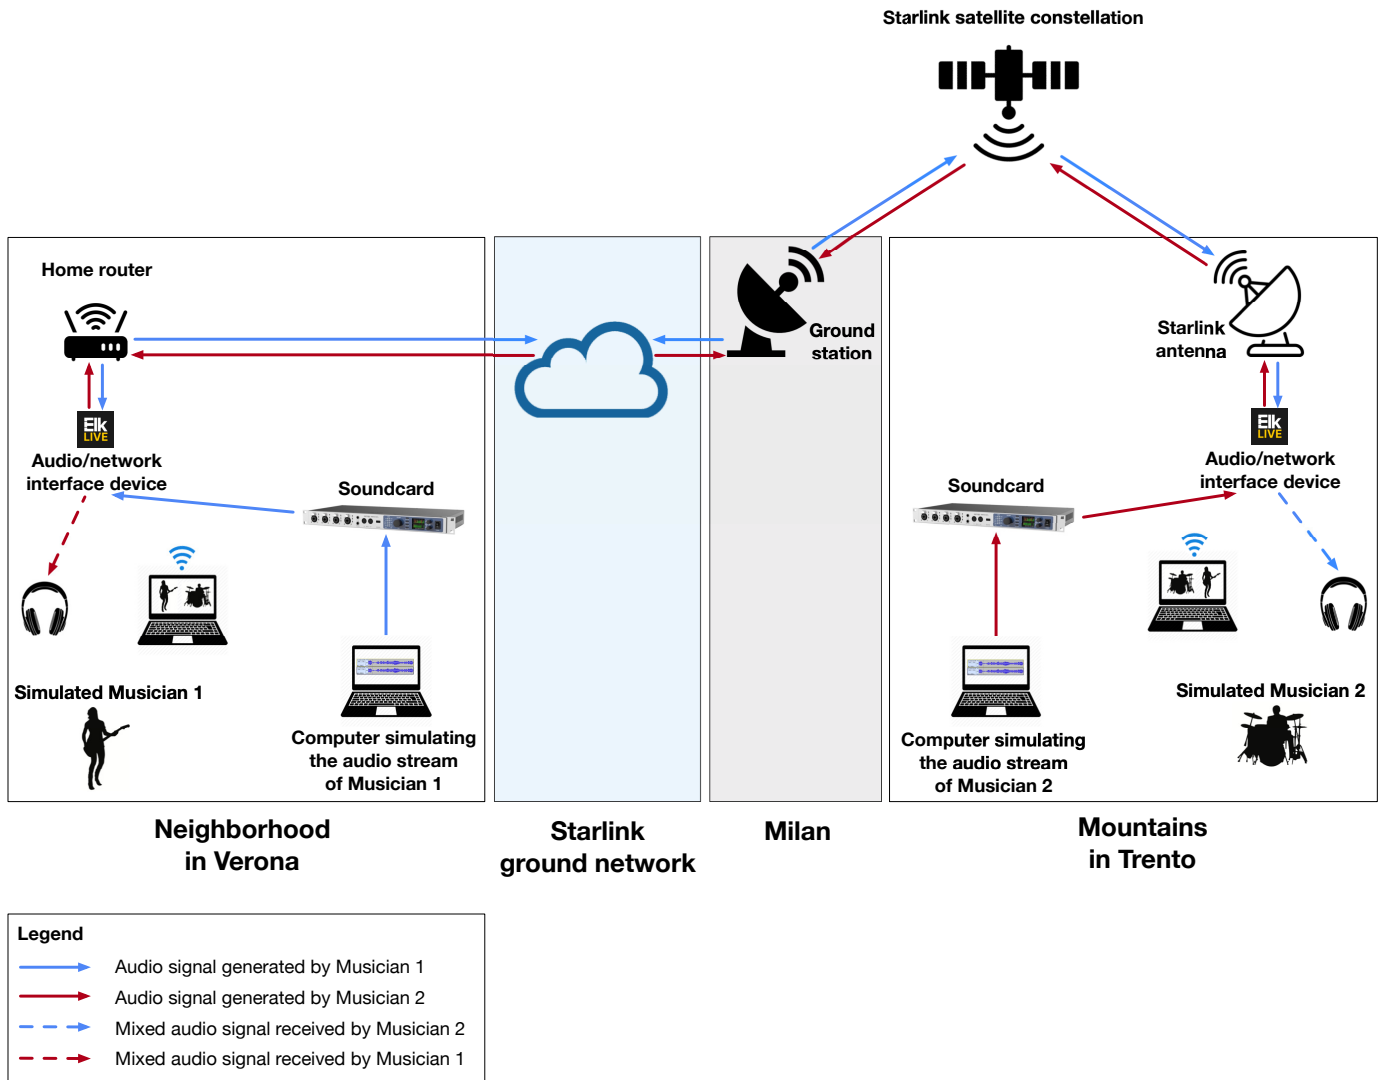 Starlink satellite constellation
Home router
Ground
station
Starlink
antenna
Elk
LIVE
Audio/network
interface device
Soundcard
Elk
LIVE
Audio/network
interface device
Soundcard
Simulated Musician 1
Computer simulating
the audio stream
of Musician 1
Simulated Musician 2
Computer simulating
the audio stream
of Musician 2
Neighborhood
in Verona
Starlink
ground network
Milan
Mountains
in Trento
Legend
Audio signal generated by Musician 1
Audio signal generated by Musician 2
Mixed audio signal received by Musician 2
Mixed audio signal received by Musician 1